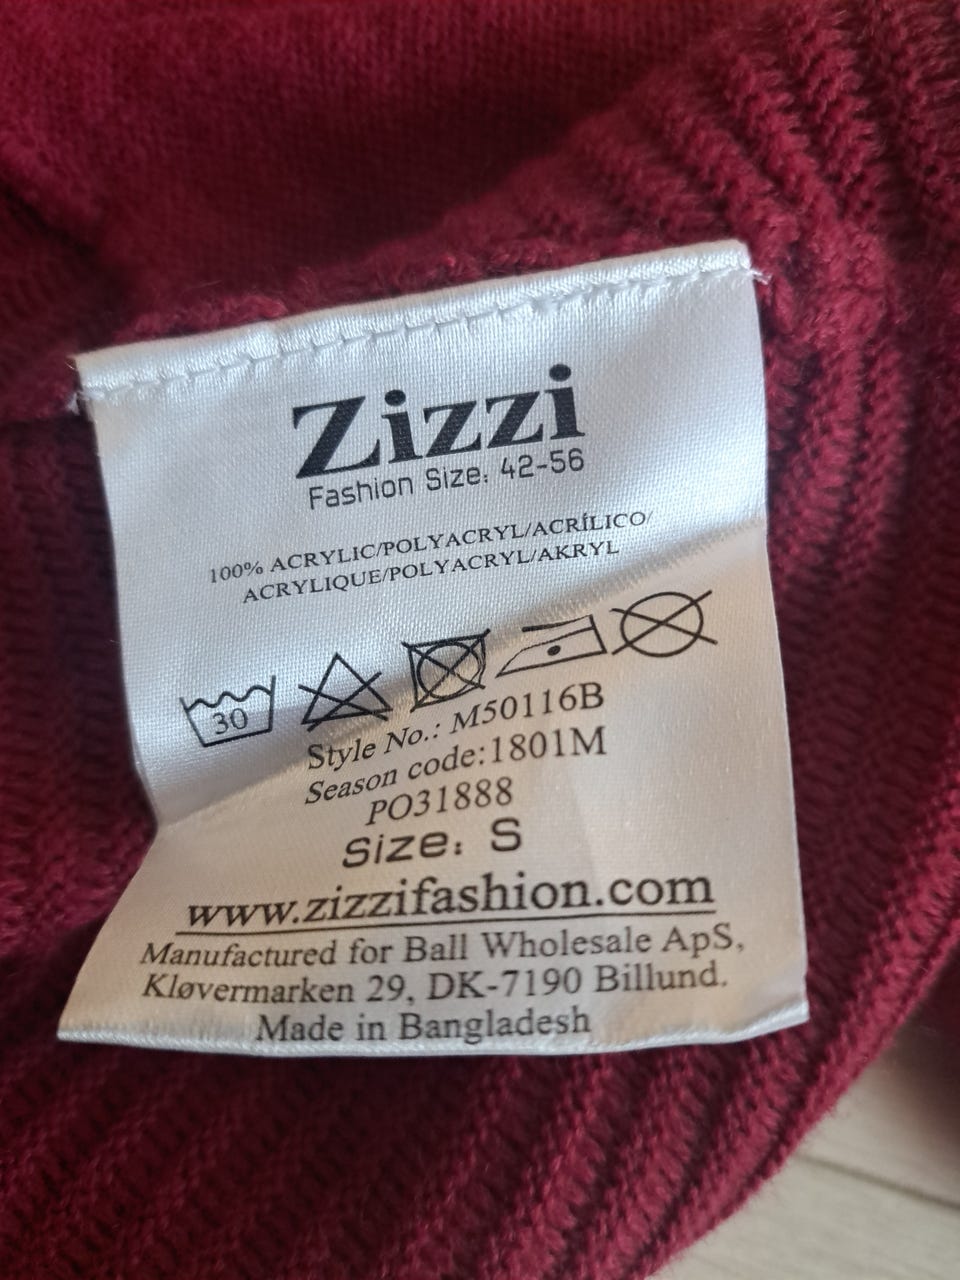 Zizzi
Fashion Size: 42-56
100% ACRYLIC/POLYACRYL/ACRÍLICO/
ACRYLIQUE/POLYACRYL/AKRYL
30
Style No.: M50116B
Season code:1801M
PO31888
Size: S
www.zizzifashion.com
Manufactured for Ball Wholesale ApS,
Kløvermarken 29, DK-7190 Billund.
Made in Bangladesh